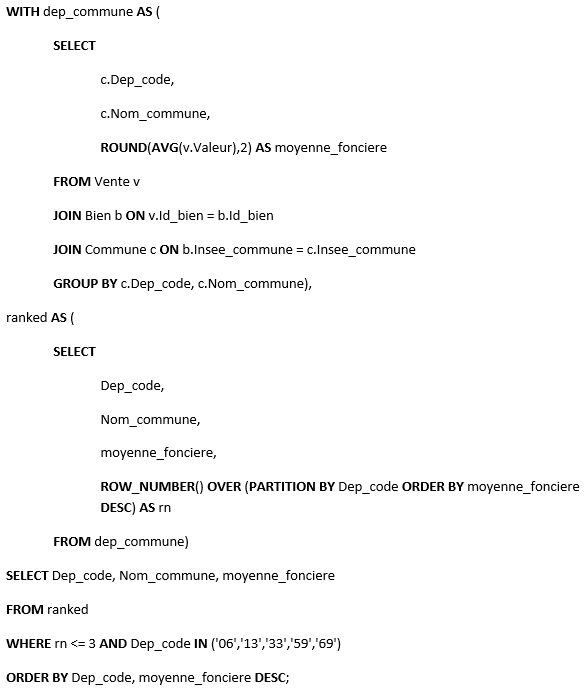 WITH dep_commune AS (
SELECT
c.Dep_code,
c.Nom_commune,
ROUND(AVG(v.Valeur),2) AS moyenne_fonciere
FROM Vente v
JOIN Bien b ON v.Id_bien = b.Id_bien
JOIN Commune c ON b.Insee_commune = c.Insee_commune
GROUP BY c.Dep_code, c.Nom_commune),
ranked AS (
SELECT
Dep_code,
Nom_commune,
moyenne_fonciere,
ROW_NUMBER() OVER (PARTITION BY Dep_code ORDER BY moyenne_fonciere
DESC) AS rn
FROM dep_commune)
SELECT Dep_code, Nom_commune, moyenne_fonciere
FROM ranked
WHERE rn <= 3 AND Dep_code IN ('06','13','33','59','69')
ORDER BY Dep_code, moyenne_fonciere DESC;